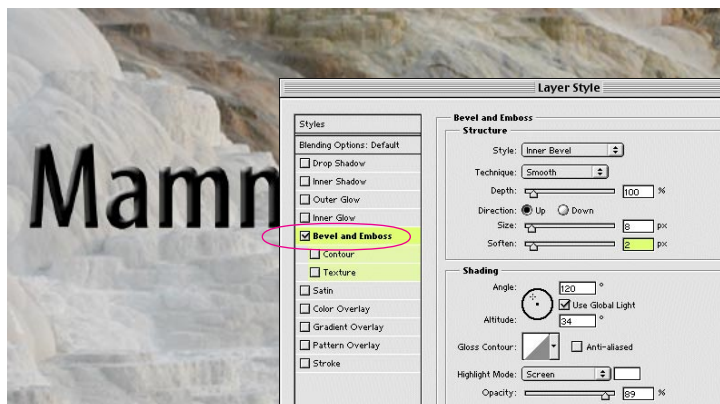 Layer Style
Mamm
Styles
Blending Options: Default
Drop Shadow
Inner Shadow
Outer Glow
Inner Glow
Bevel and Emboss
Contour
Texture
Satin
Color Overlay
Gradient Overlay
Pattern Overlay
Stroke
Bevel and Emboss
Structure
Style: Inner Bevel
Technique: Smooth
Depth: 100 %
Direction: Up Down
Size: 8 px
Soften: 2 px
Shading
Angle: 120 °
Use Global Light
Altitude: 34 °
Gloss Contour: Anti-aliased
Highlight Mode: Screen
Opacity: 89 %